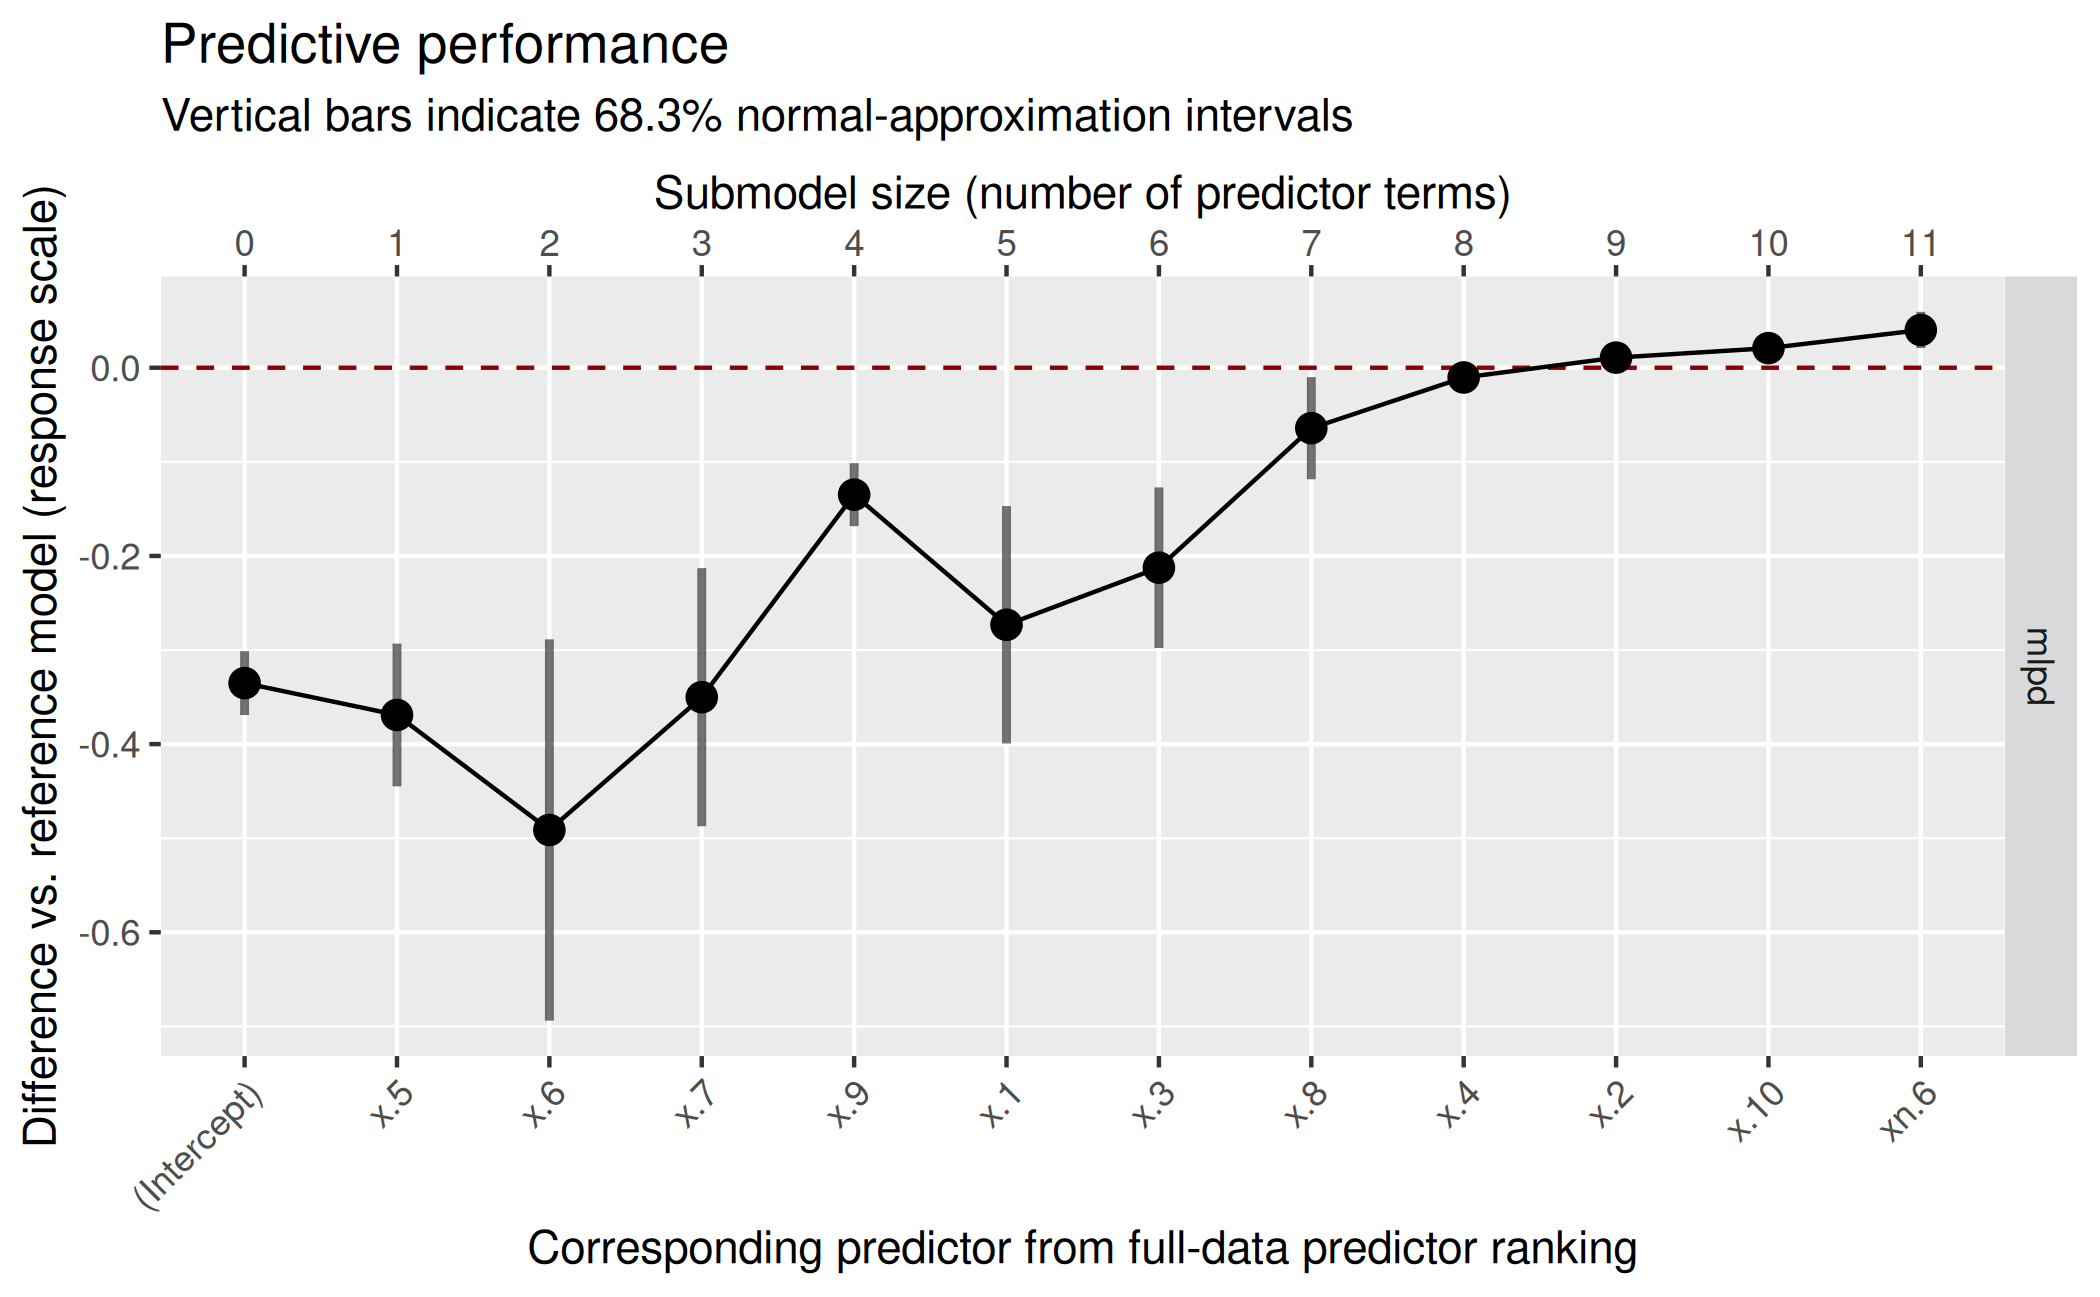 Predictive performance
Vertical bars indicate 68.3% normal-approximation intervals
Submodel size (number of predictor terms)
0 1 2 3 4 5 6 7 8 9 10 11
Difference vs. reference model (response scale)
0.0
-0.2
-0.4
-0.6
mlpd
(Intercept) x.5 x.6 x.7 x.9 x.1 x.3 x.8 x.4 x.2 x.10 xn.6
Corresponding predictor from full-data predictor ranking